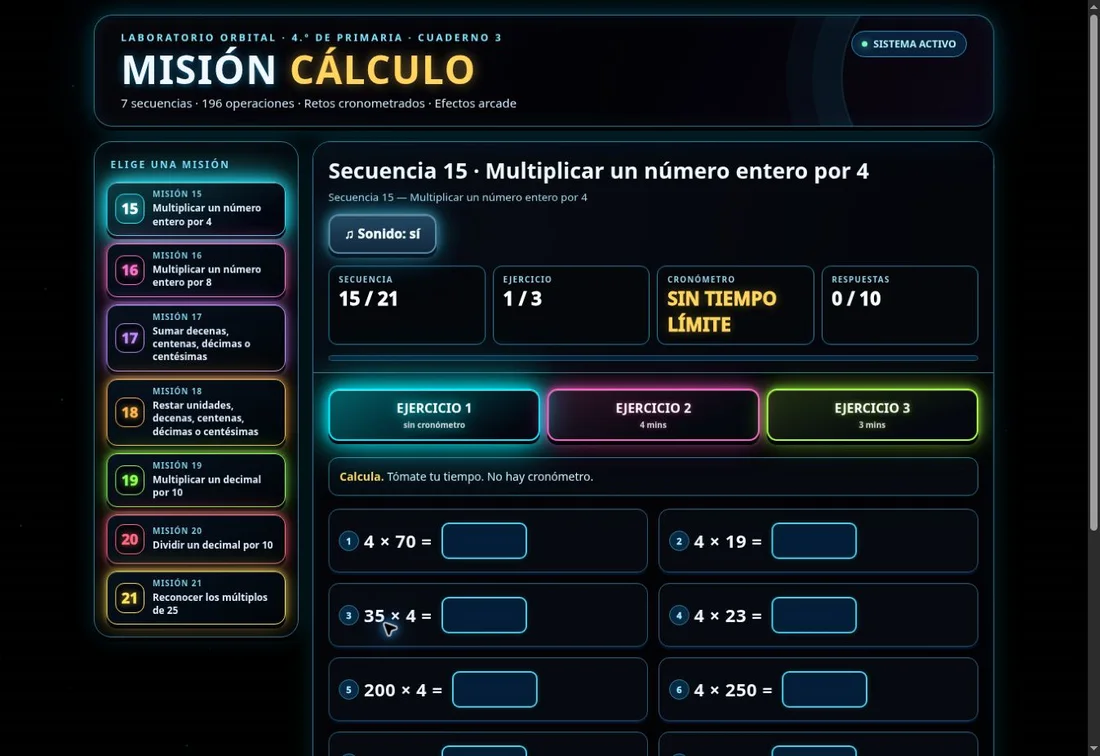 LABORATORIO ORBITAL · 4.º DE PRIMARIA · CUADERNO 3
MISIÓN CÁLCULO
7 secuencias · 196 operaciones · Retos cronometrados · Efectos arcade
SISTEMA ACTIVO
ELIGE UNA MISIÓN
15
MISIÓN 15
Multiplicar un número
entero por 4
16
MISIÓN 16
Multiplicar un número
entero por 8
17
MISIÓN 17
Sumar decenas,
centenas, décimas o
centésimas
18
MISIÓN 18
Restar unidades,
decenas, centenas,
décimas o centésimas
19
MISIÓN 19
Multiplicar un decimal
por 10
20
MISIÓN 20
Dividir un decimal por 10
21
MISIÓN 21
Reconocer los múltiplos
de 25
Secuencia 15 · Multiplicar un número entero por 4
Secuencia 15 — Multiplicar un número entero por 4
♫ Sonido: sí
SECUENCIA
15 / 21
EJERCICIO
1 / 3
CRONÓMETRO
SIN TIEMPO
LÍMITE
RESPUESTAS
0 / 10
EJERCICIO 1
sin cronómetro
EJERCICIO 2
4 mins
EJERCICIO 3
3 mins
Calcula. Tómate tu tiempo. No hay cronómetro.
1 4 × 70 =
2 4 × 19 =
3 35 × 4 =
4 4 × 23 =
5 200 × 4 =
6 4 × 250 =